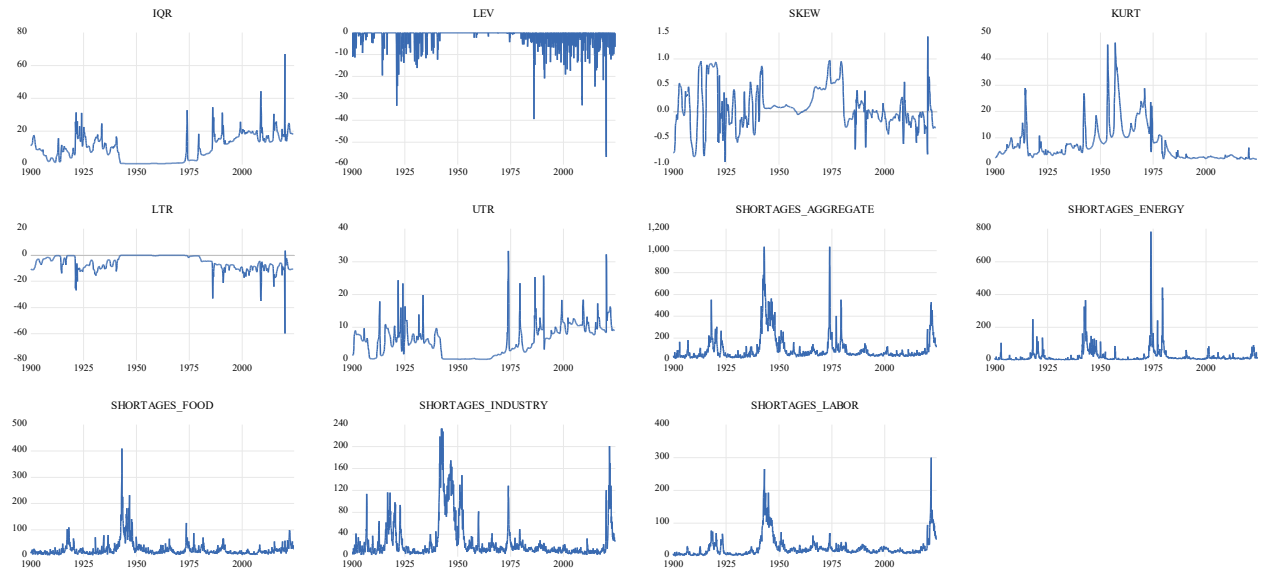 IQR
LEV
SKEW
KURT
80
60
40
20
0
1900 1925 1950 1975 2000
0
-10
-20
-30
-40
-50
-60
1900 1925 1950 1975 2000
1.5
1.0
0.5
0.0
-0.5
-1.0
1900 1925 1950 1975 2000
50
40
30
20
10
0
1900 1925 1950 1975 2000
LTR
UTR
SHORTAGES_AGGREGATE
SHORTAGES_ENERGY
20
0
-20
-40
-60
-80
1900 1925 1950 1975 2000
40
30
20
10
0
1900 1925 1950 1975 2000
1,200
1,000
800
600
400
200
0
1900 1925 1950 1975 2000
800
600
400
200
0
1900 1925 1950 1975 2000
SHORTAGES_FOOD
SHORTAGES_INDUSTRY
SHORTAGES_LABOR
500
400
300
200
100
0
1900 1925 1950 1975 2000
240
200
160
120
80
40
0
1900 1925 1950 1975 2000
400
300
200
100
0
1900 1925 1950 1975 2000